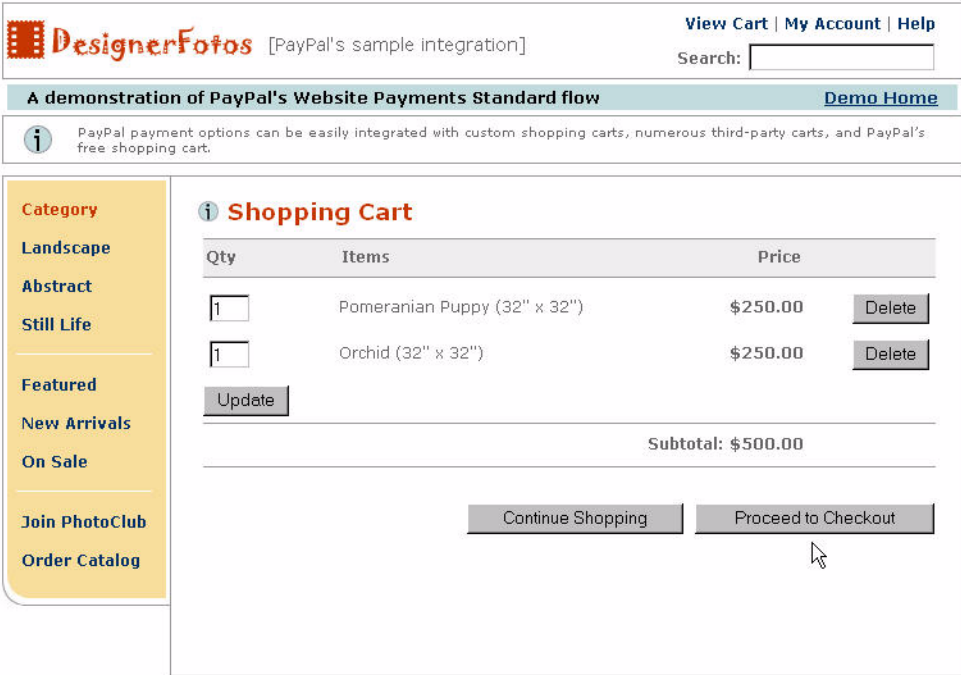 DesignerFotos [PayPal's sample integration]
View Cart | My Account | Help
Search:
A demonstration of PayPal's Website Payments Standard flow Demo Home
i PayPal payment options can be easily integrated with custom shopping carts, numerous third-party carts, and PayPal's
free shopping cart.
Category
Landscape
Abstract
Still Life
Featured
New Arrivals
On Sale
Join PhotoClub
Order Catalog
i Shopping Cart
Qty Items Price
1 Pomeranian Puppy (32" x 32") $250.00 Delete
1 Orchid (32" x 32") $250.00 Delete
Update
Subtotal: $500.00
Continue Shopping Proceed to Checkout